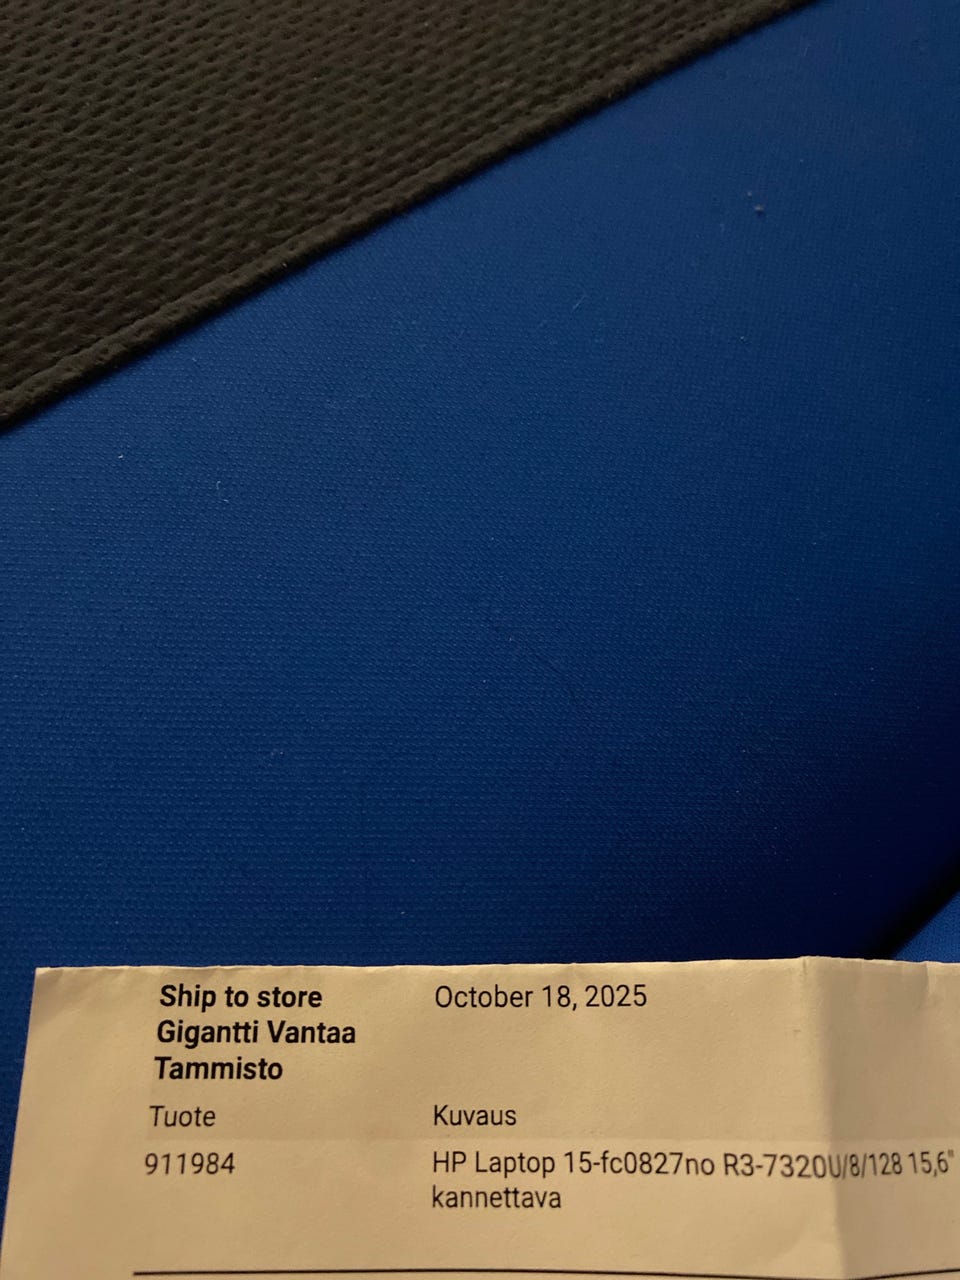 Ship to store October 18, 2025
Gigantti Vantaa
Tammisto
Tuote Kuvaus
911984 HP Laptop 15-fc0827no R3-7320U/8/128 15,6"
kannettava